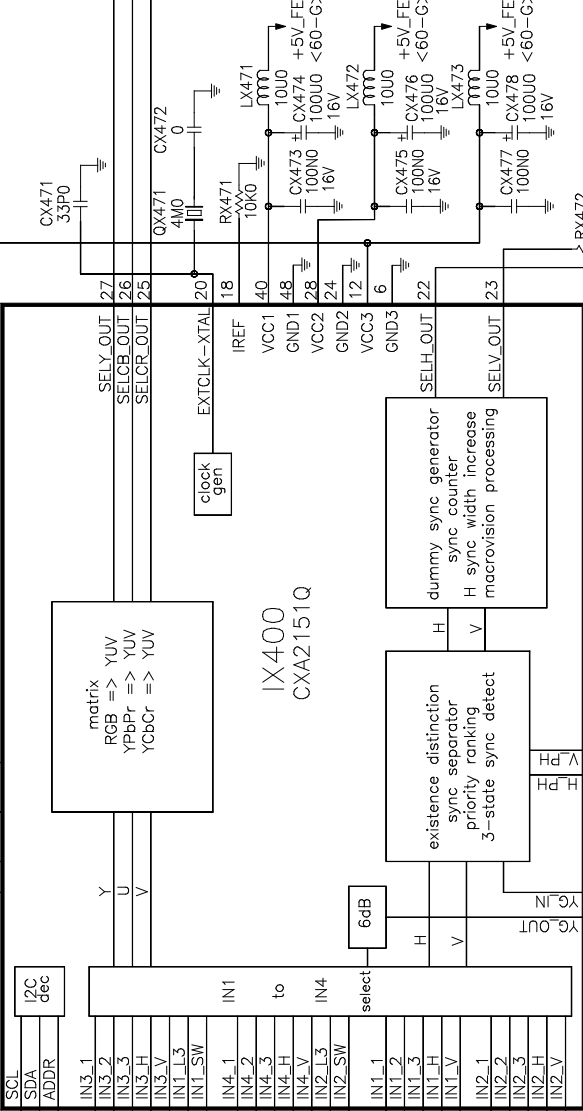 +5V_FE
<60-G
+5V_FE
<60-G
+5V_FE
<60-G
LX471
10U0
CX474
100U0
16V
LX472
10U0
CX476
100U0
16V
LX473
10U0
CX478
100U0
16V
CX472
0
CX471
33P0
QX471
4M0
RX471
10K0
CX473
100N0
16V
CX475
100N0
16V
CX477
100N0
RX472
27
26
25
20
18
40
48
28
24
12
6
22
23
SELY_OUT
SELCB_OUT
SELCR_OUT
EXTCLK-XTAL
IREF
VCC1
GND1
VCC2
GND2
VCC3
GND3
SELH_OUT
SELV_OUT
clock
gen
dummy sync generator
sync counter
H sync width increase
macrovision processing
matrix
RGB => YUV
YPbPr => YUV
YCbCr => YUV
IX400
CXA2151Q
H
V
existence distinction
sync separator
priority ranking
3-state sync detect
V_PH
H_PH
Y
U
V
6dB
H
V
YG_IN
YG_OUT
I2C
dec
IN1
to
IN4
select
SCL
SDA
ADDR
IN3_1
IN3_2
IN3_3
IN3_H
IN3_V
IN1_L3
IN1_SW
IN4_1
IN4_2
IN4_3
IN4_H
IN4_V
IN2_L3
IN2_SW
IN1_1
IN1_2
IN1_3
IN1_H
IN1_V
IN2_1
IN2_2
IN2_3
IN2_H
IN2_V